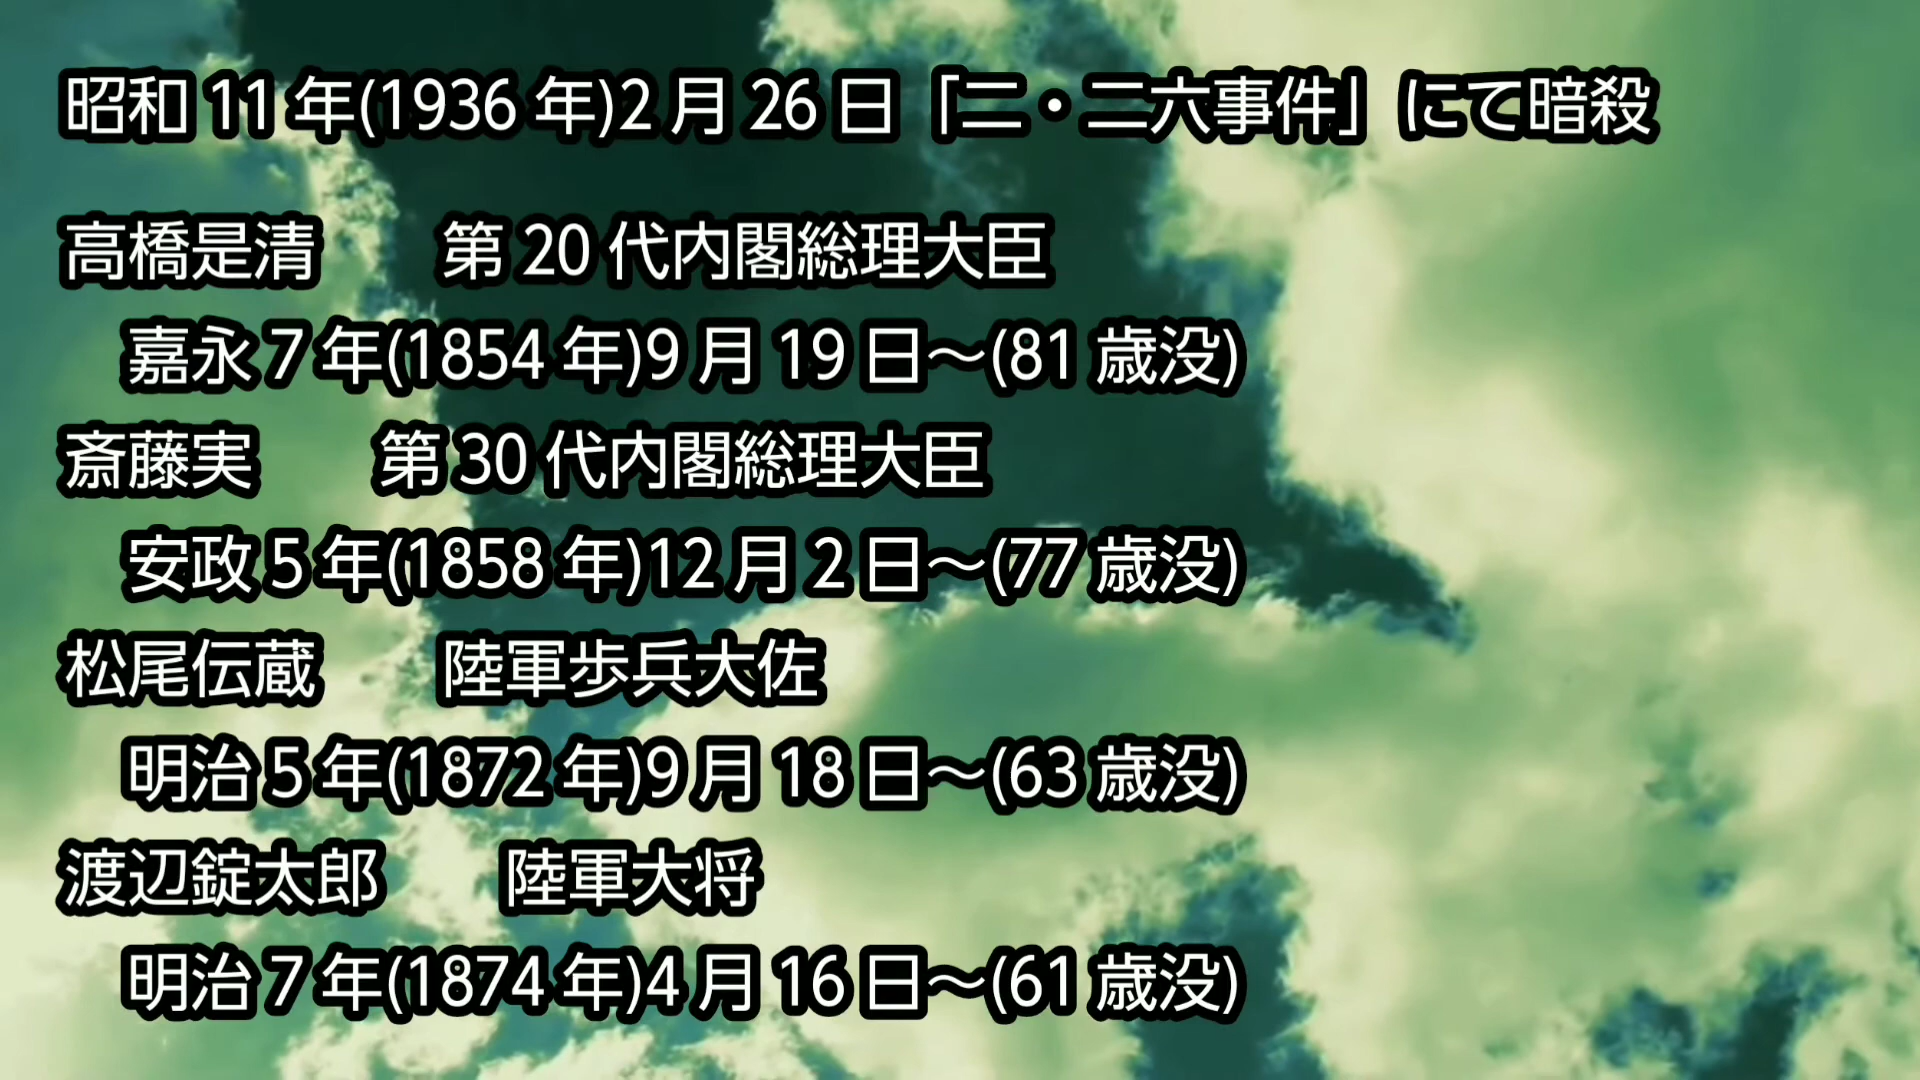 昭和11年(1936年)2月26日「二・二六事件」にて暗殺
高橋是清　　第20代内閣総理大臣
嘉永7年(1854年)9月19日～(81歳没)
斎藤実　　第30代内閣総理大臣
安政5年(1858年)12月2日～(77歳没)
松尾伝蔵　　陸軍歩兵大佐
明治5年(1872年)9月18日～(63歳没)
渡辺錠太郎　　陸軍大将
明治7年(1874年)4月16日～(61歳没)